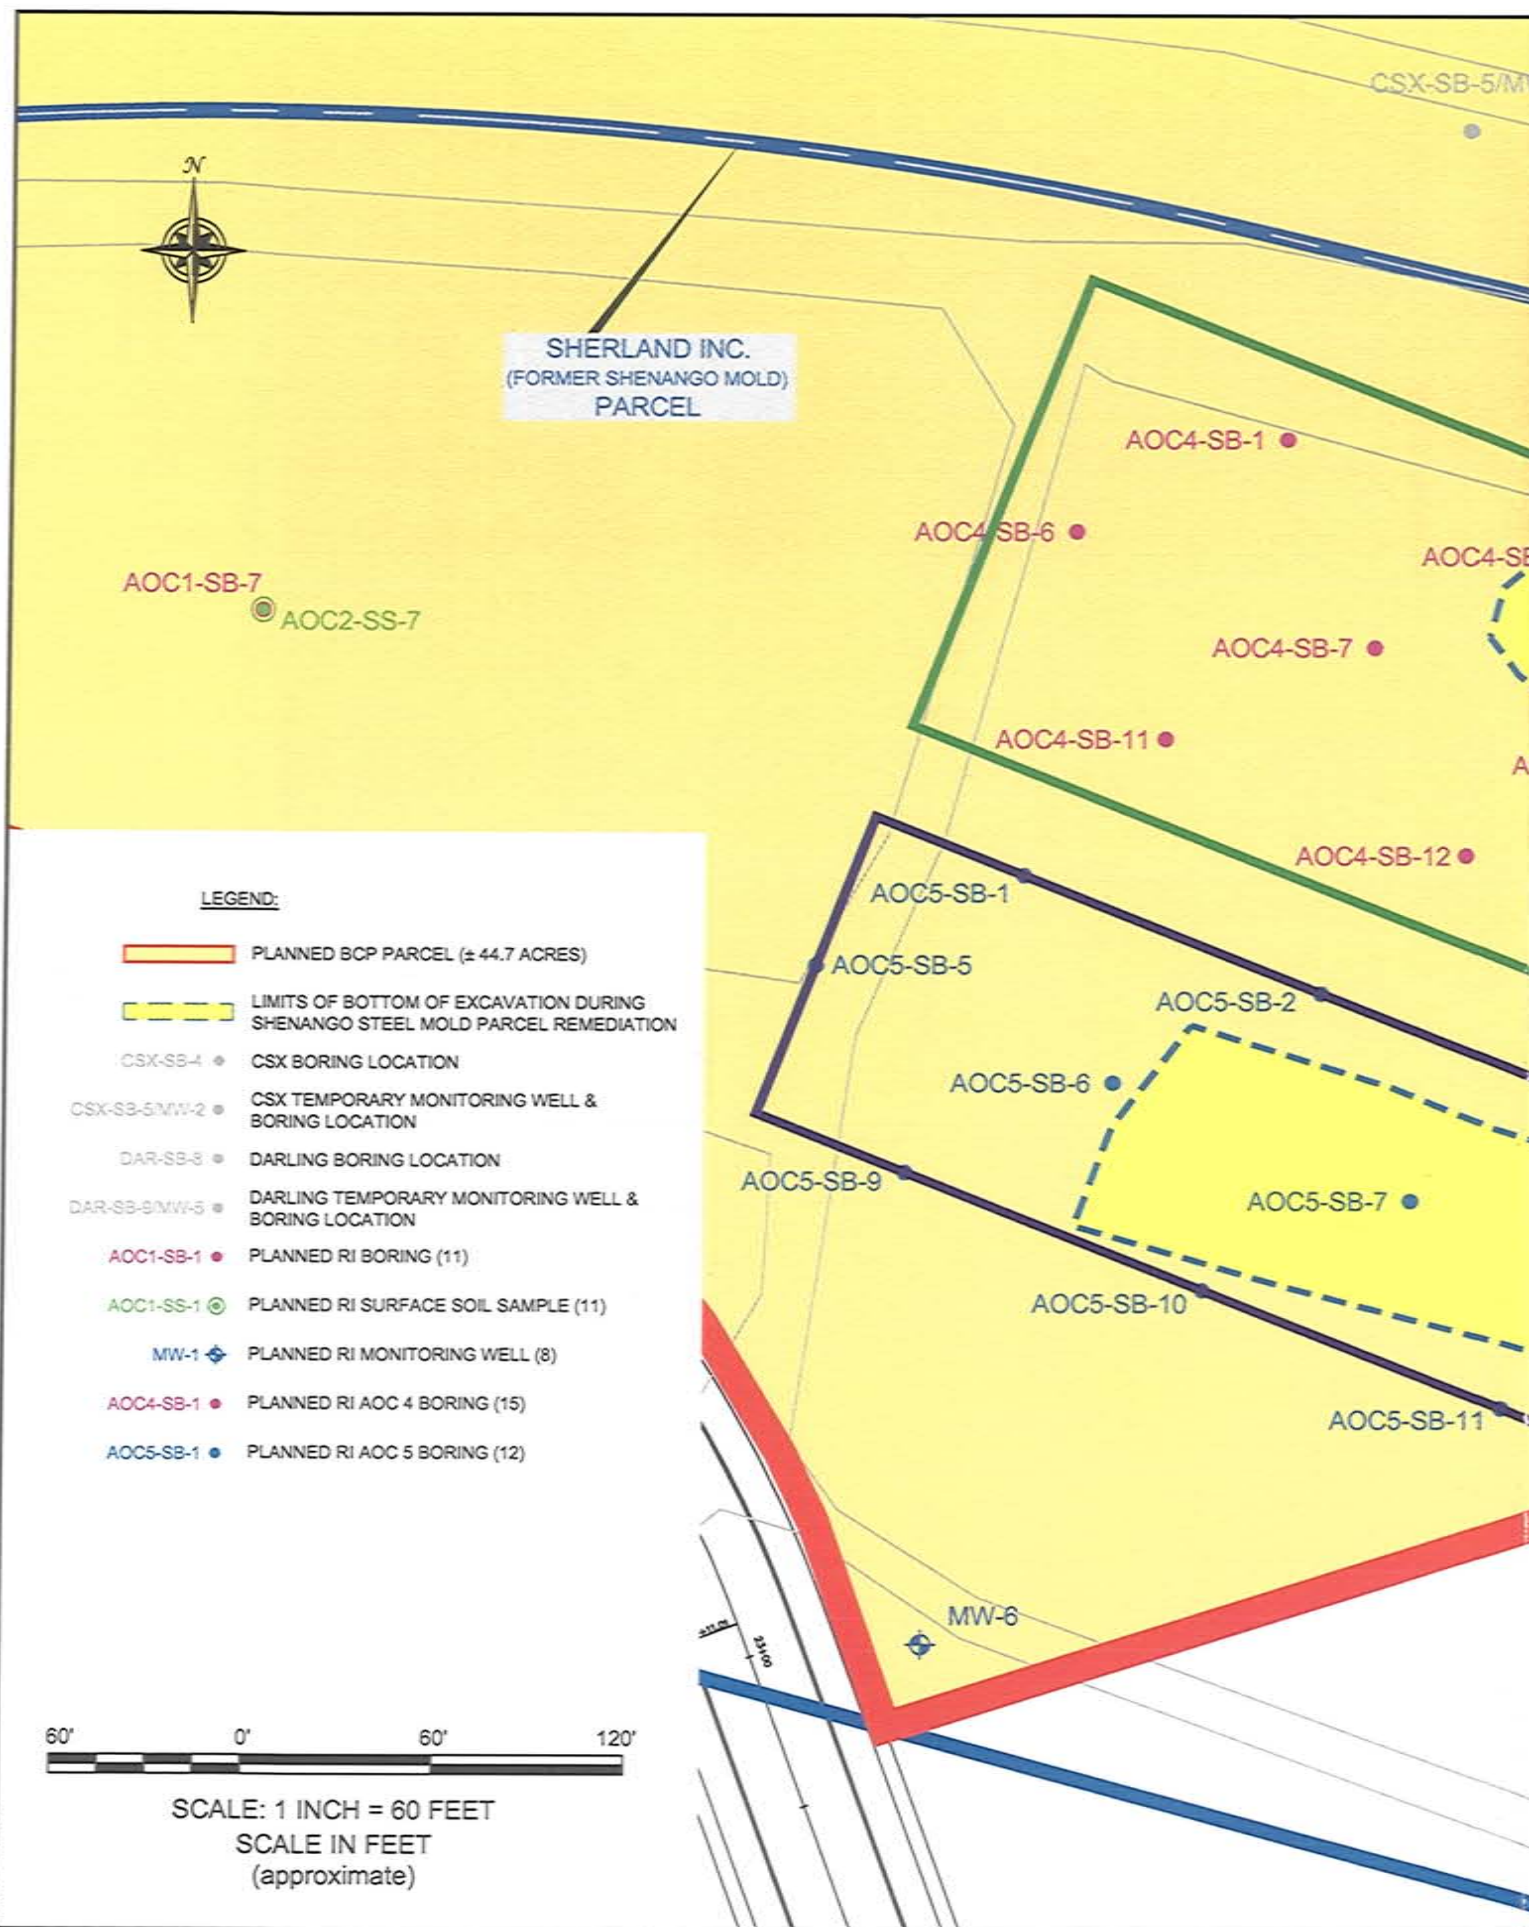 CSX-SB-5/MW
N
SHERLAND INC.
(FORMER SHENANGO MOLD)
PARCEL
AOC4-SB-1
AOC4-SB-6
AOC4-SB
AOC1-SB-7
AOC2-SS-7
AOC4-SB-7
AOC4-SB-11
A
AOC4-SB-12
AOC5-SB-1
AOC5-SB-5
AOC5-SB-2
AOC5-SB-6
AOC5-SB-9
AOC5-SB-7
AOC5-SB-10
AOC5-SB-11
MW-6
23+00
LEGEND:
PLANNED BCP PARCEL (± 44.7 ACRES)
LIMITS OF BOTTOM OF EXCAVATION DURING
SHENANGO STEEL MOLD PARCEL REMEDIATION
CSX-SB-4 CSX BORING LOCATION
CSX-SB-5/MW-2 CSX TEMPORARY MONITORING WELL &
BORING LOCATION
DAR-SB-8 DARLING BORING LOCATION
DAR-SB-9/MW-5 DARLING TEMPORARY MONITORING WELL &
BORING LOCATION
AOC1-SB-1 PLANNED RI BORING (11)
AOC1-SS-1 PLANNED RI SURFACE SOIL SAMPLE (11)
MW-1 PLANNED RI MONITORING WELL (8)
AOC4-SB-1 PLANNED RI AOC 4 BORING (15)
AOC5-SB-1 PLANNED RI AOC 5 BORING (12)
60' 0' 60' 120'
SCALE: 1 INCH = 60 FEET
SCALE IN FEET
(approximate)